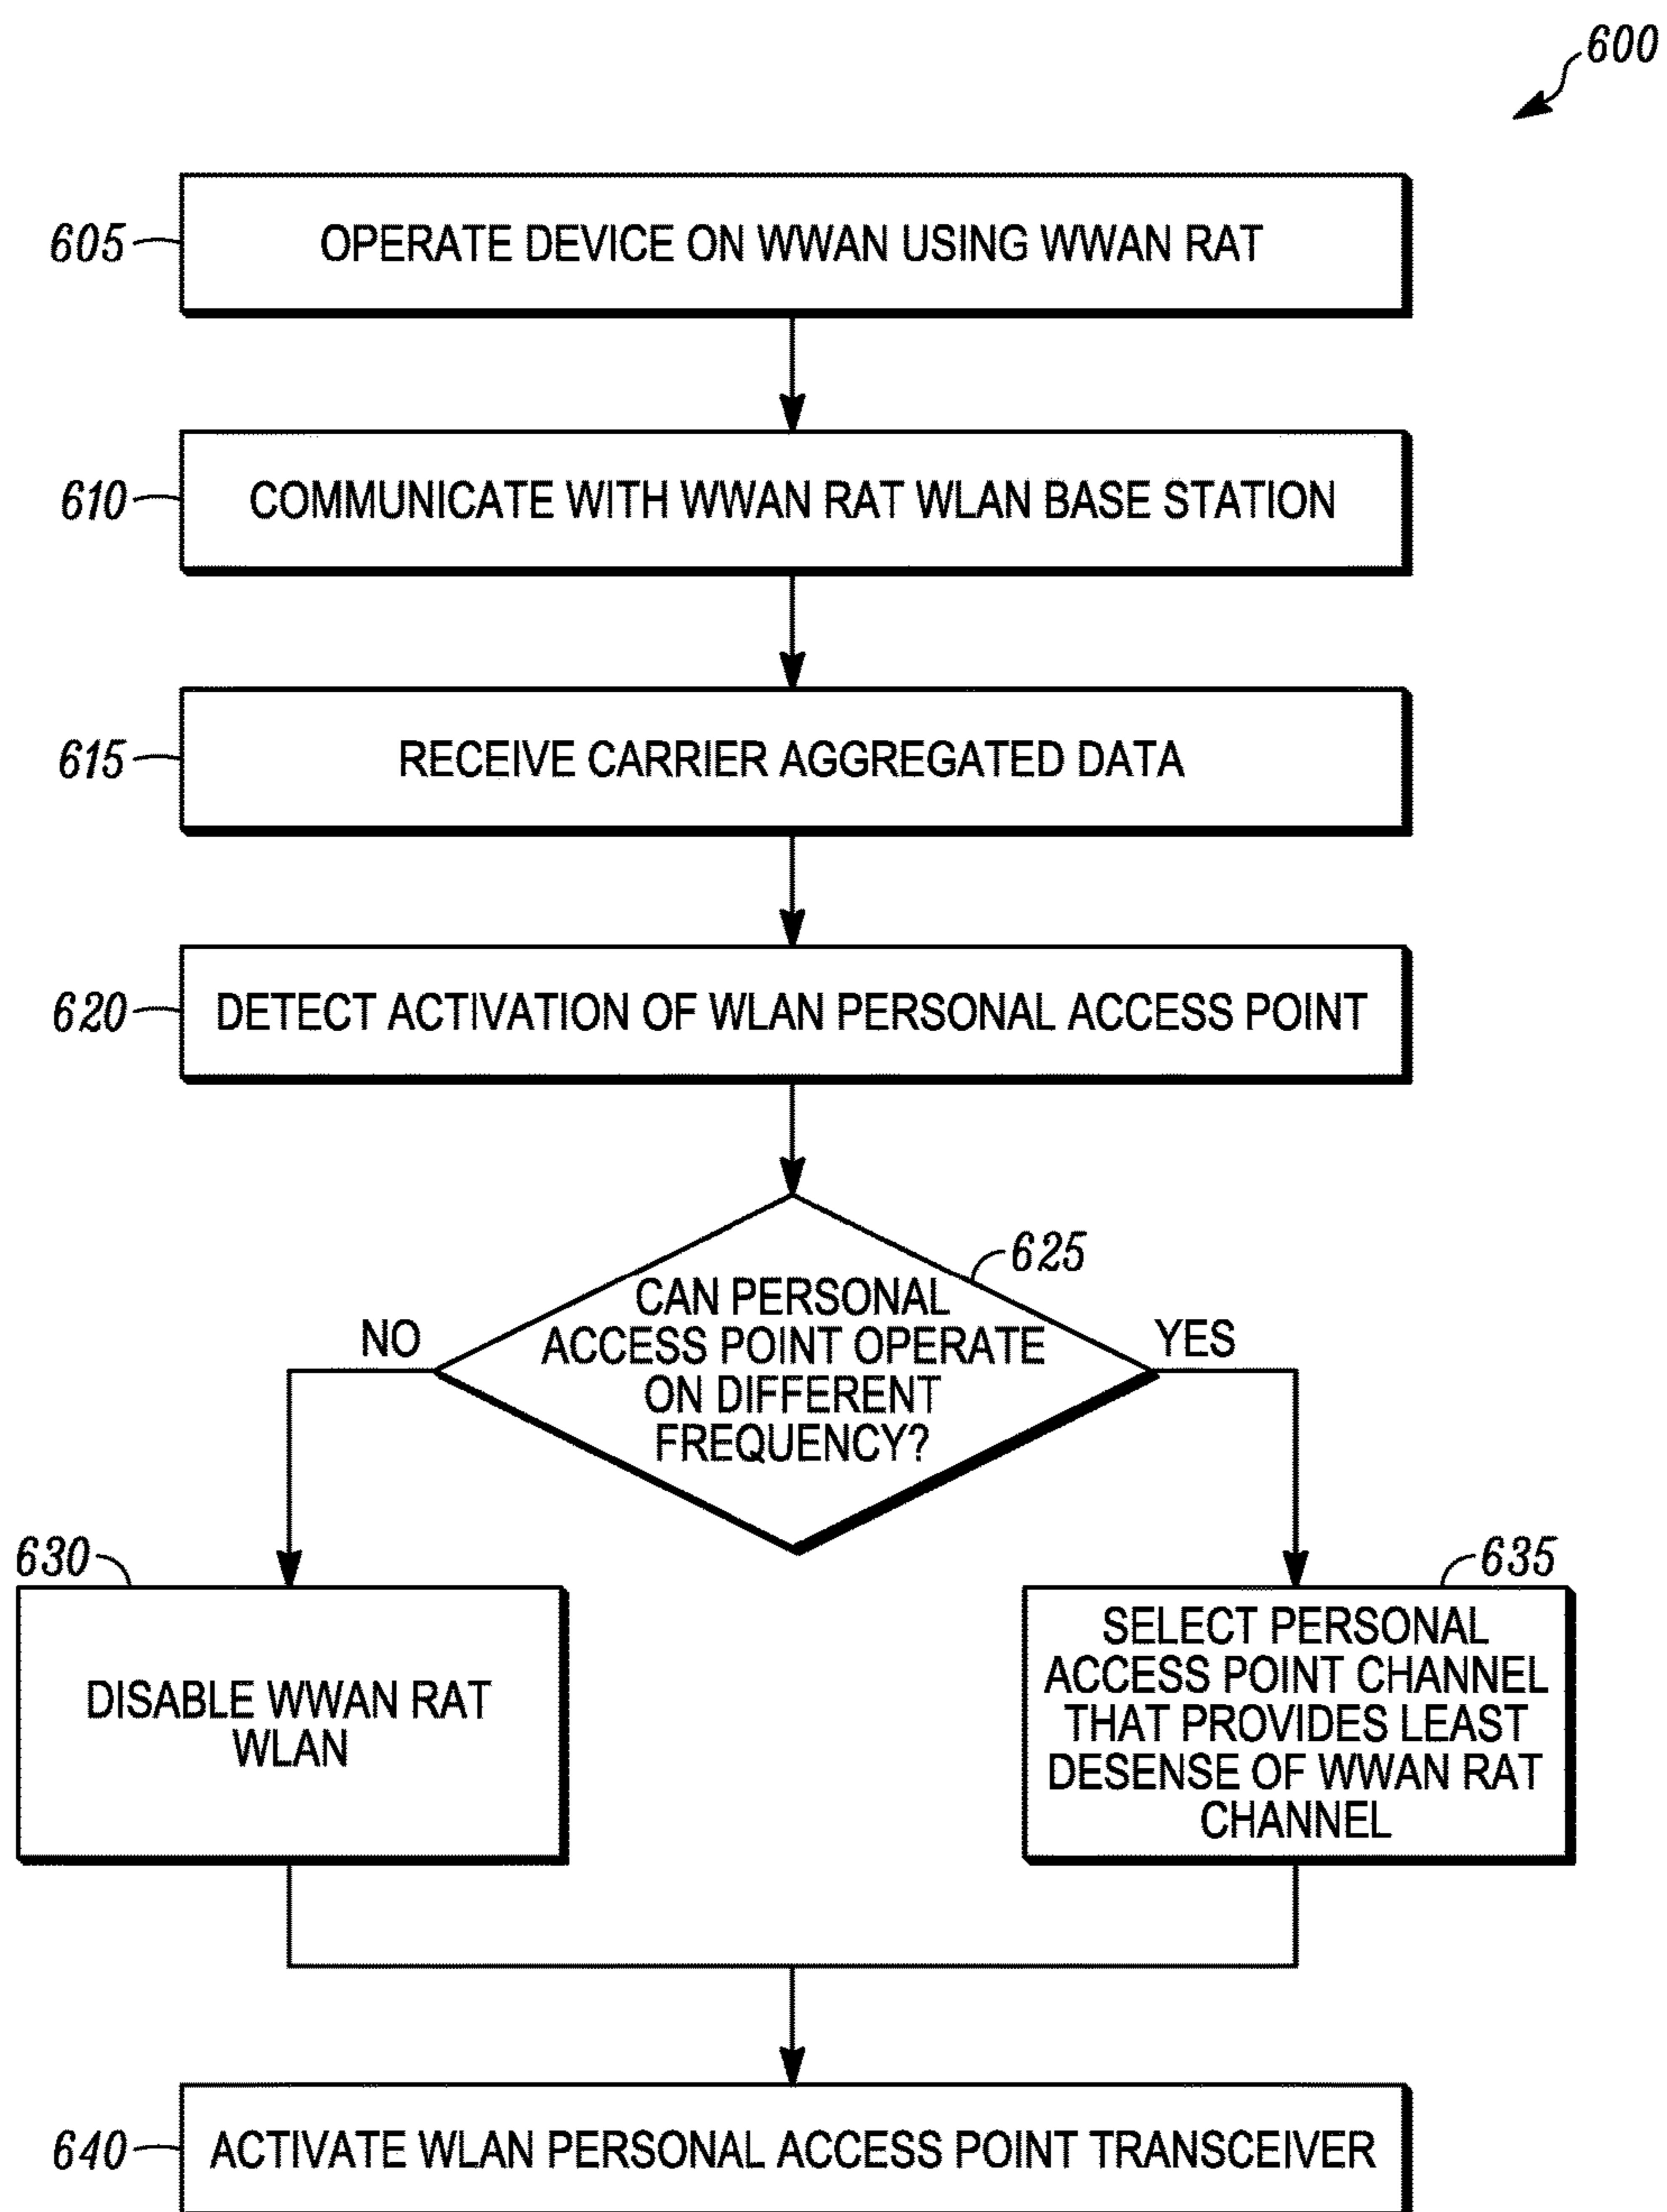 600
605
OPERATE DEVICE ON WWAN USING WWAN RAT
610
COMMUNICATE WITH WWAN RAT WLAN BASE STATION
615
RECEIVE CARRIER AGGREGATED DATA
620
DETECT ACTIVATION OF WLAN PERSONAL ACCESS POINT
625
CAN PERSONAL
ACCESS POINT OPERATE
ON DIFFERENT
FREQUENCY?
NO
YES
630
DISABLE WWAN RAT
WLAN
635
SELECT PERSONAL
ACCESS POINT CHANNEL
THAT PROVIDES LEAST
DESENSE OF WWAN RAT
CHANNEL
640
ACTIVATE WLAN PERSONAL ACCESS POINT TRANSCEIVER